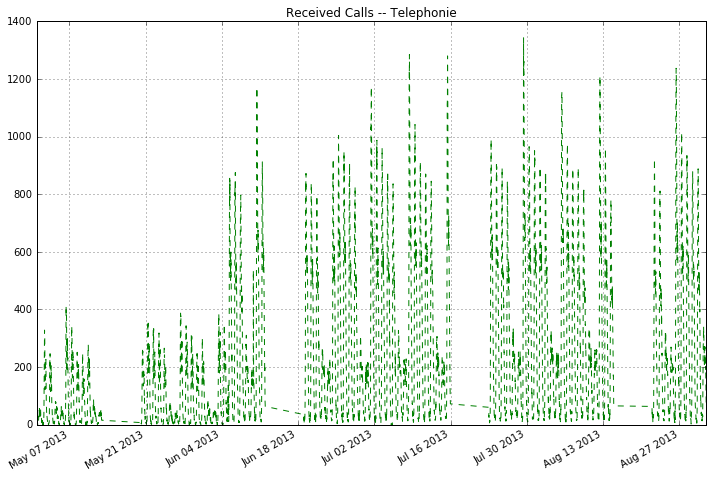 Received Calls -- Telephonie
1400
1200
1000
800
600
400
200
0
May 07 2013
May 21 2013
Jun 04 2013
Jun 18 2013
Jul 02 2013
Jul 16 2013
Jul 30 2013
Aug 13 2013
Aug 27 2013